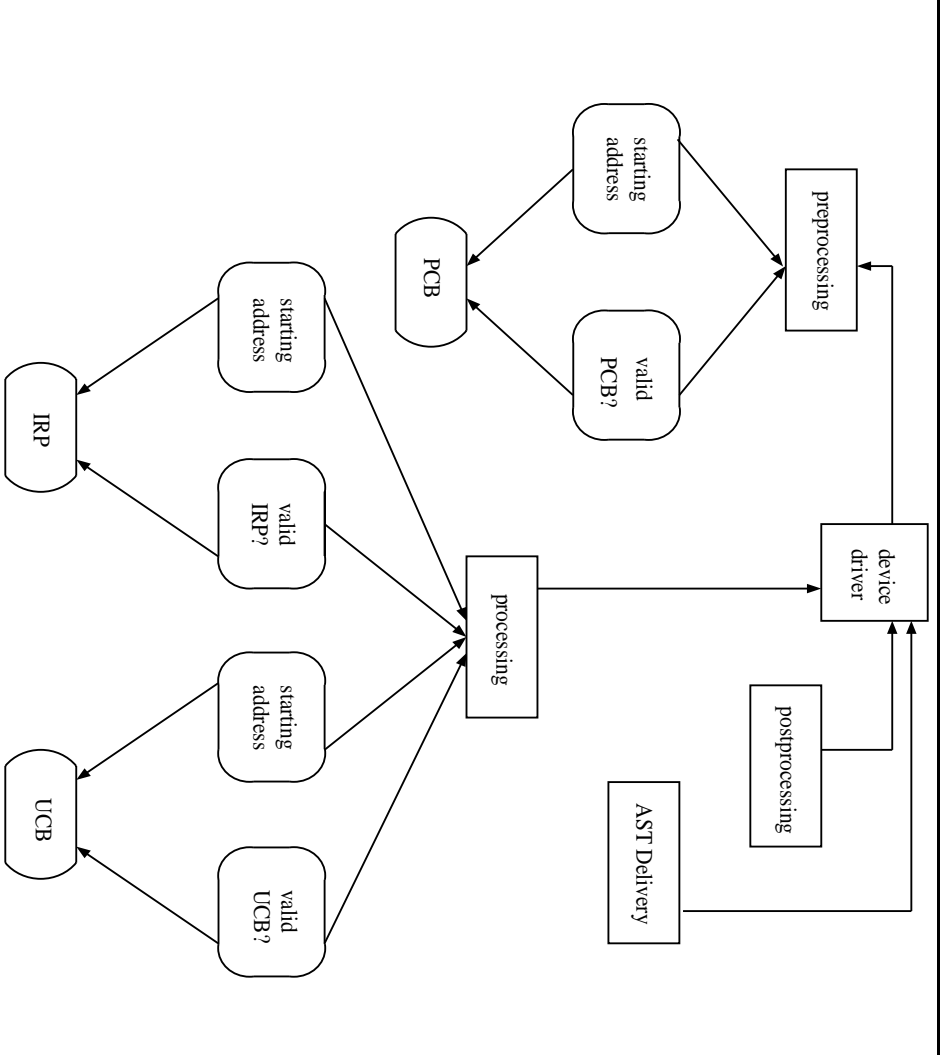 device
driver
preprocessing
postprocessing
starting
address
valid
PCB?
AST Delivery
PCB
processing
starting
address
valid
IRP?
starting
address
valid
UCB?
IRP
UCB